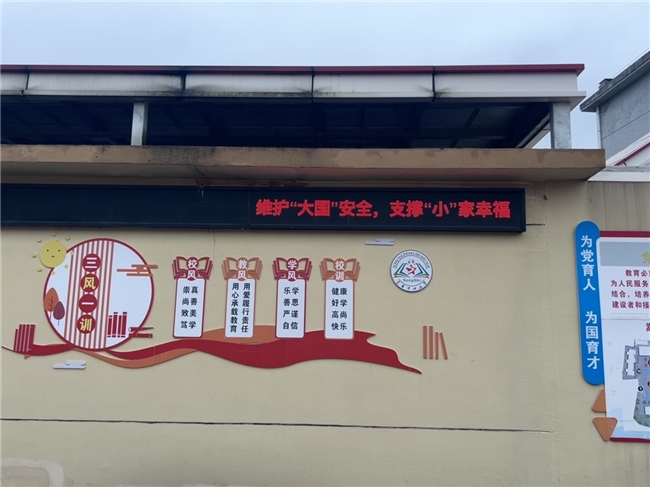 维护“大国”安全，支撑“小”家幸福
三风一训
校风
崇真
尚善
致美
笃学
教风
用爱履行责任
用心承载教育
学风
乐学
善思
严谨
自信
校训
健康
好学
高尚
快乐
为党育人 为国育才
教育必
为人民服务
结合，培养
建设者和接